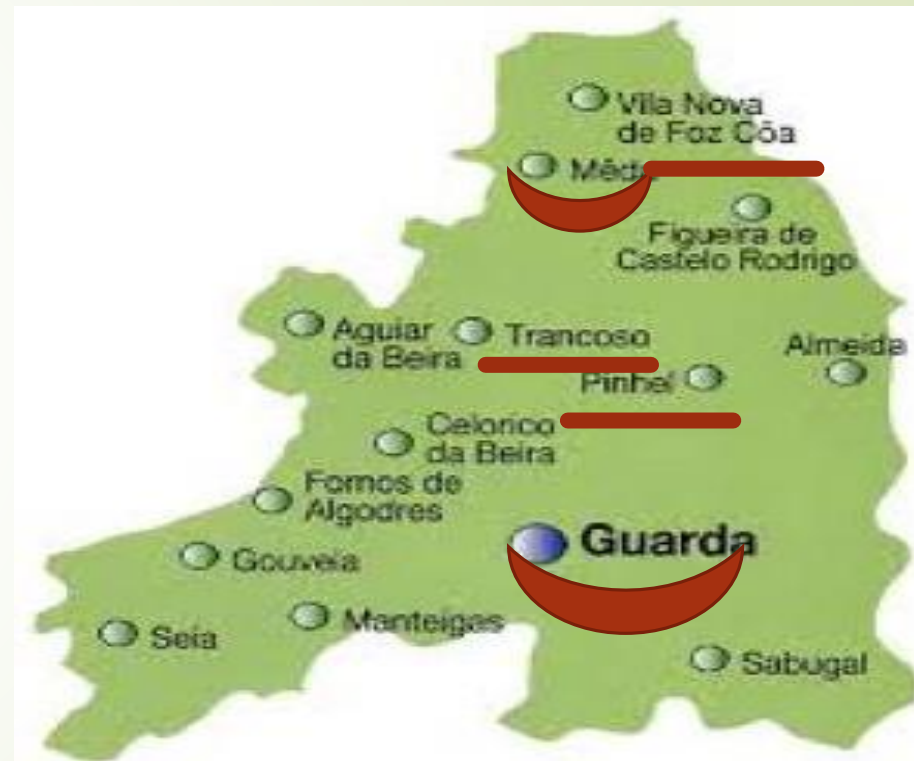 Vila Nova
de Foz Côa
Mêda
Figueira de
Castelo Rodrigo
Aguiar
da Beira
Trancoso
Almeida
Pinhel
Celorico
da Beira
Fornos de
Algodres
Guarda
Gouveia
Manteigas
Seia
Sabugal